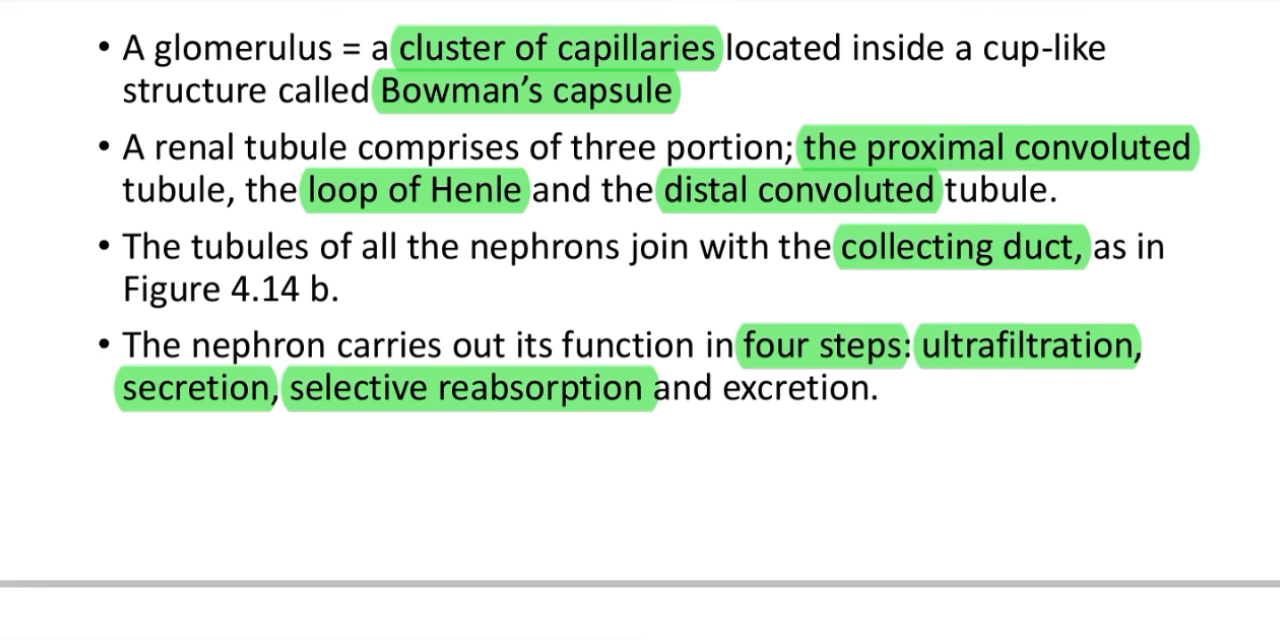 • A glomerulus = a cluster of capillaries located inside a cup-like
structure called Bowman’s capsule
• A renal tubule comprises of three portion; the proximal convoluted
tubule, the loop of Henle and the distal convoluted tubule.
• The tubules of all the nephrons join with the collecting duct, as in
Figure 4.14 b.
• The nephron carries out its function in four steps: ultrafiltration,
secretion, selective reabsorption and excretion.